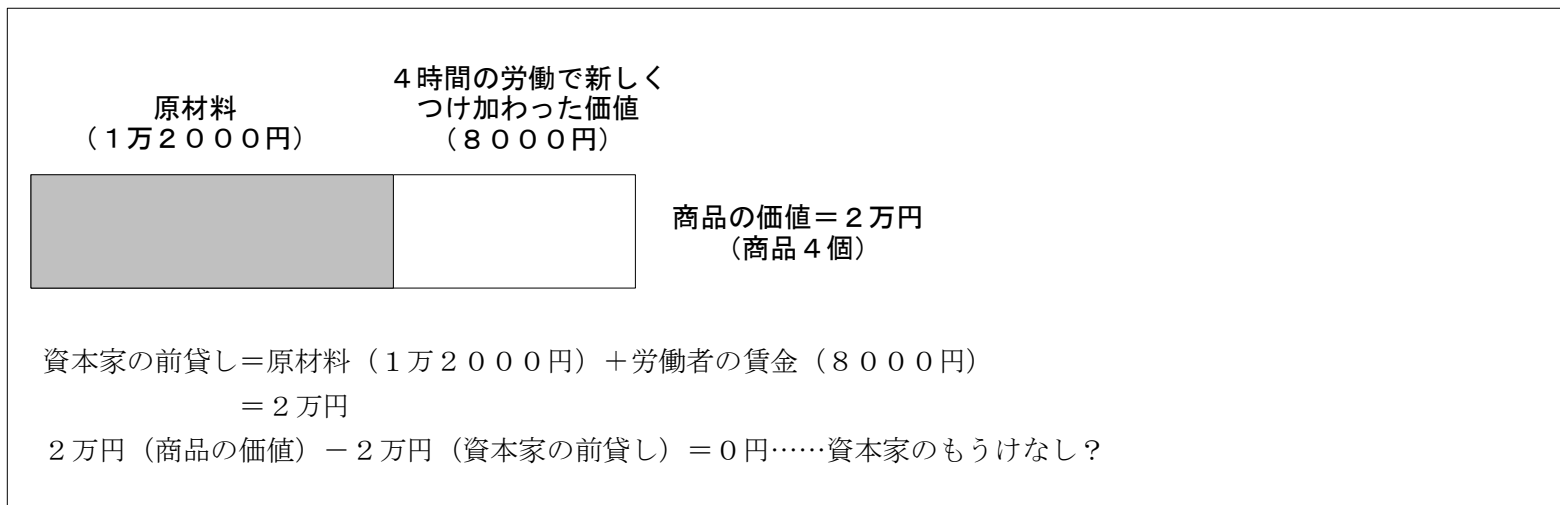 原材料
（１万２０００円）
４時間の労働で新しく
つけ加わった価値
（８０００円）
商品の価値＝２万円
（商品４個）
資本家の前貸し＝原材料（１万２０００円）＋労働者の賃金（８０００円）
＝２万円
２万円（商品の価値）－２万円（資本家の前貸し）＝０円……資本家のもうけなし？